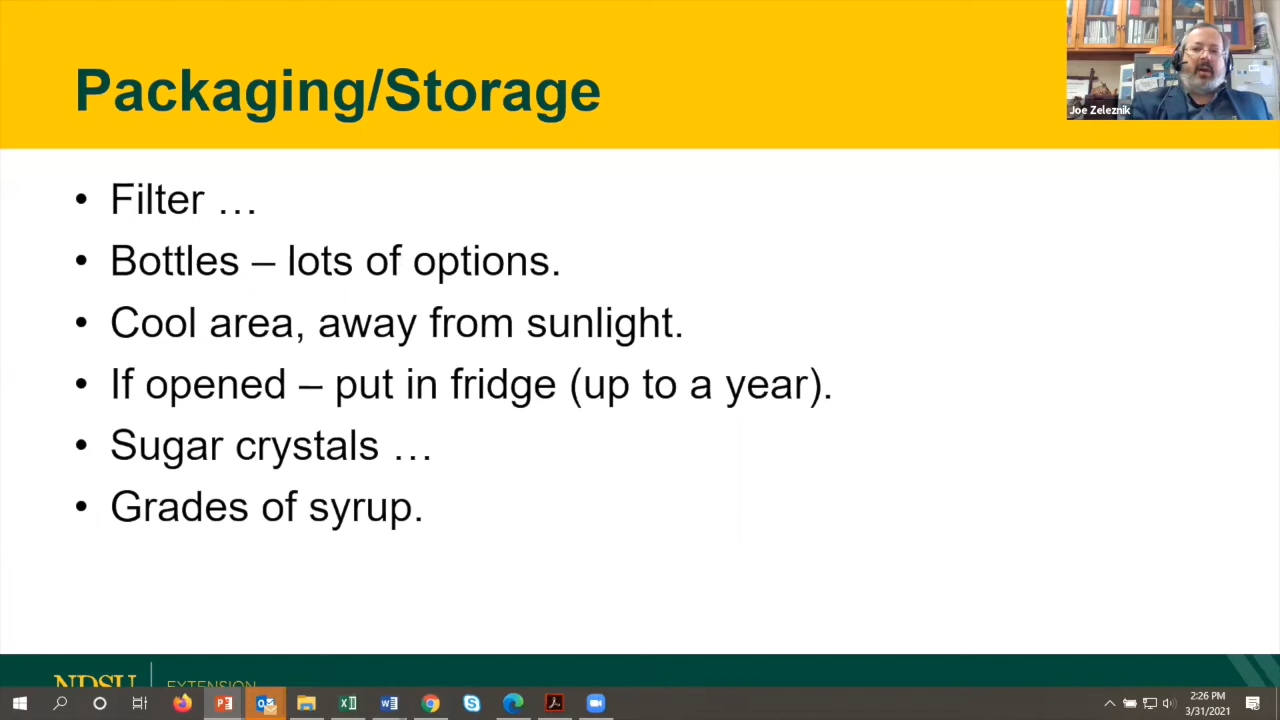 Packaging/Storage
Joe Zeleznik
• Filter …
• Bottles – lots of options.
• Cool area, away from sunlight.
• If opened – put in fridge (up to a year).
• Sugar crystals …
• Grades of syrup.
NDSU EXTENSION
2:26 PM
3/31/2021